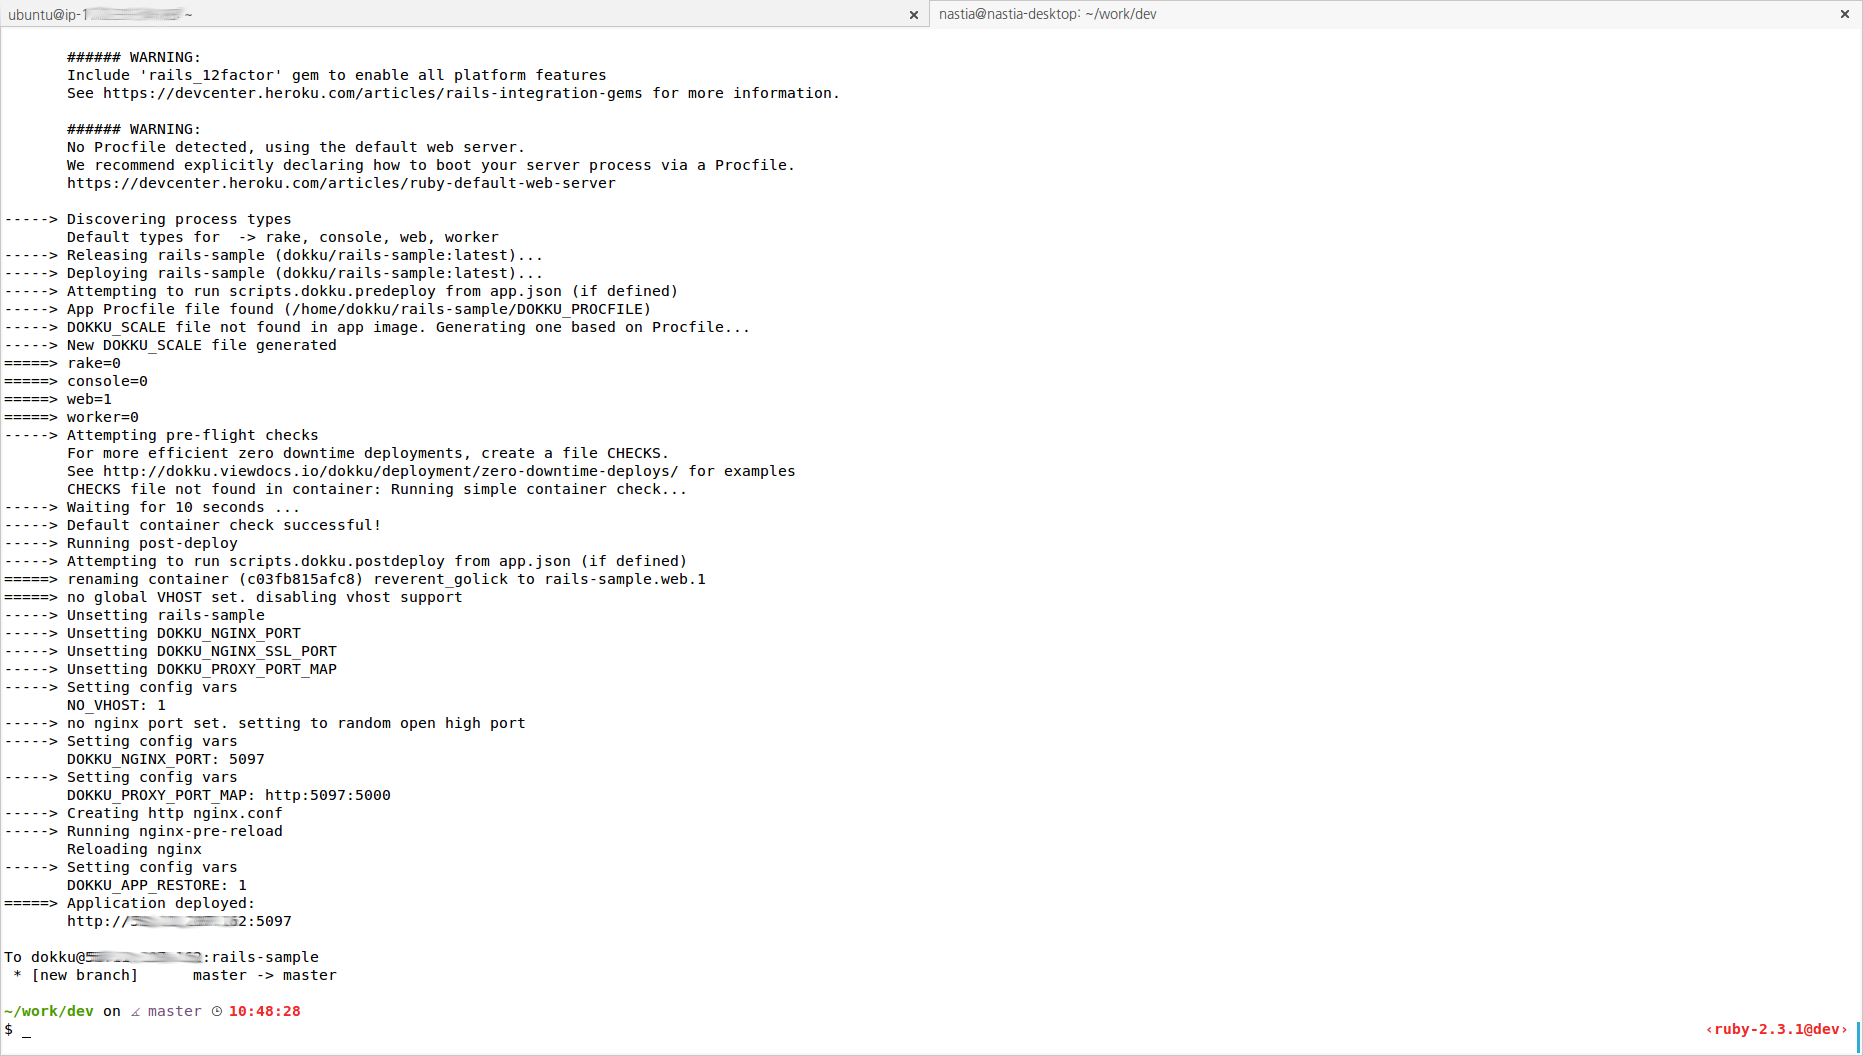 ubuntu@ip-1 ~
nastia@nastia-desktop: ~/work/dev
###### WARNING:
Include 'rails_12factor' gem to enable all platform features
See https://devcenter.heroku.com/articles/rails-integration-gems for more information.
###### WARNING:
No Procfile detected, using the default web server.
We recommend explicitly declaring how to boot your server process via a Procfile.
https://devcenter.heroku.com/articles/ruby-default-web-server
-----> Discovering process types
Default types for  -> rake, console, web, worker
-----> Releasing rails-sample (dokku/rails-sample:latest)...
-----> Deploying rails-sample (dokku/rails-sample:latest)...
-----> Attempting to run scripts.dokku.predeploy from app.json (if defined)
-----> App Procfile file found (/home/dokku/rails-sample/DOKKU_PROCFILE)
-----> DOKKU_SCALE file not found in app image. Generating one based on Procfile...
-----> New DOKKU_SCALE file generated
=====> rake=0
=====> console=0
=====> web=1
=====> worker=0
-----> Attempting pre-flight checks
For more efficient zero downtime deployments, create a file CHECKS.
See http://dokku.viewdocs.io/dokku/deployment/zero-downtime-deploys/ for examples
CHECKS file not found in container: Running simple container check...
-----> Waiting for 10 seconds ...
-----> Default container check successful!
-----> Running post-deploy
-----> Attempting to run scripts.dokku.postdeploy from app.json (if defined)
=====> renaming container (c03fb815afc8) reverent_golick to rails-sample.web.1
=====> no global VHOST set. disabling vhost support
-----> Unsetting rails-sample
-----> Unsetting DOKKU_NGINX_PORT
-----> Unsetting DOKKU_NGINX_SSL_PORT
-----> Unsetting DOKKU_PROXY_PORT_MAP
-----> Setting config vars
NO_VHOST: 1
-----> no nginx port set. setting to random open high port
-----> Setting config vars
DOKKU_NGINX_PORT: 5097
-----> Setting config vars
DOKKU_PROXY_PORT_MAP: http:5097:5000
-----> Creating http nginx.conf
-----> Running nginx-pre-reload
Reloading nginx
-----> Setting config vars
DOKKU_APP_RESTORE: 1
=====> Application deployed:
http:// 2:5097
To dokku@5 :rails-sample
* [new branch]      master -> master
~/work/dev on master 10:48:28
$ _
‹ruby-2.3.1@dev›